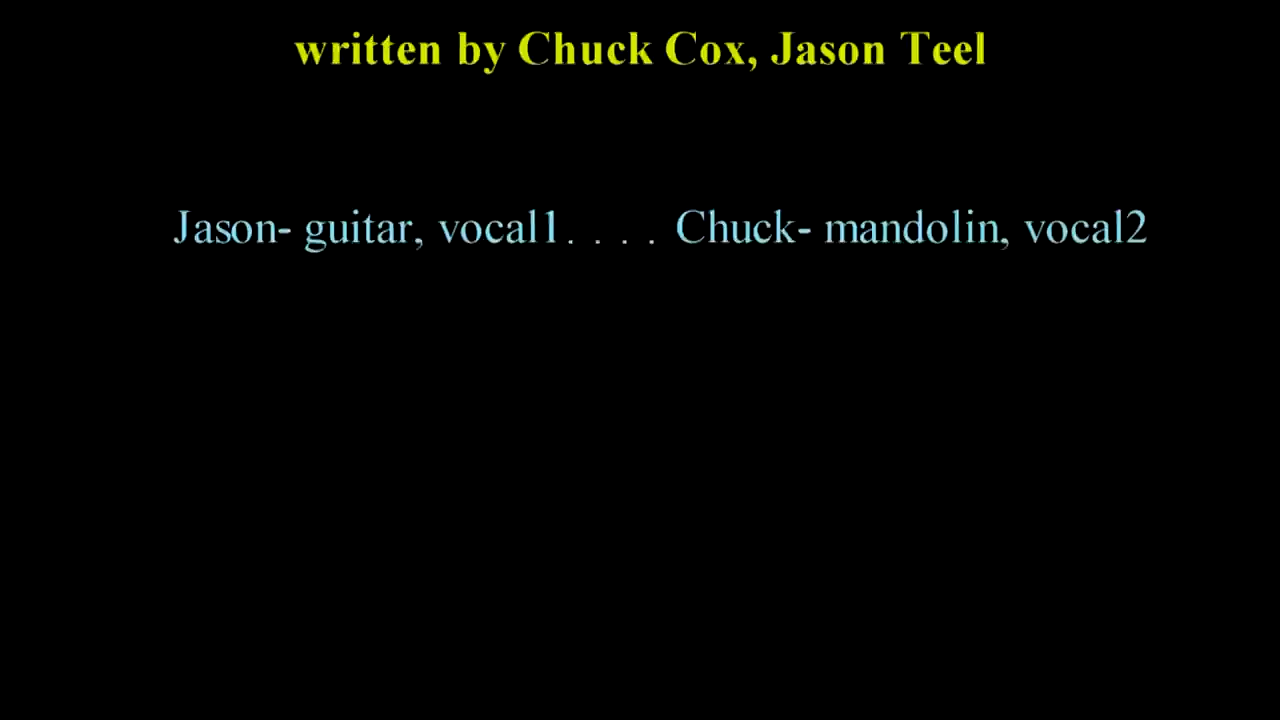 written by Chuck Cox, Jason Teel
Jason- guitar, vocal1 . . . . Chuck- mandolin, vocal2